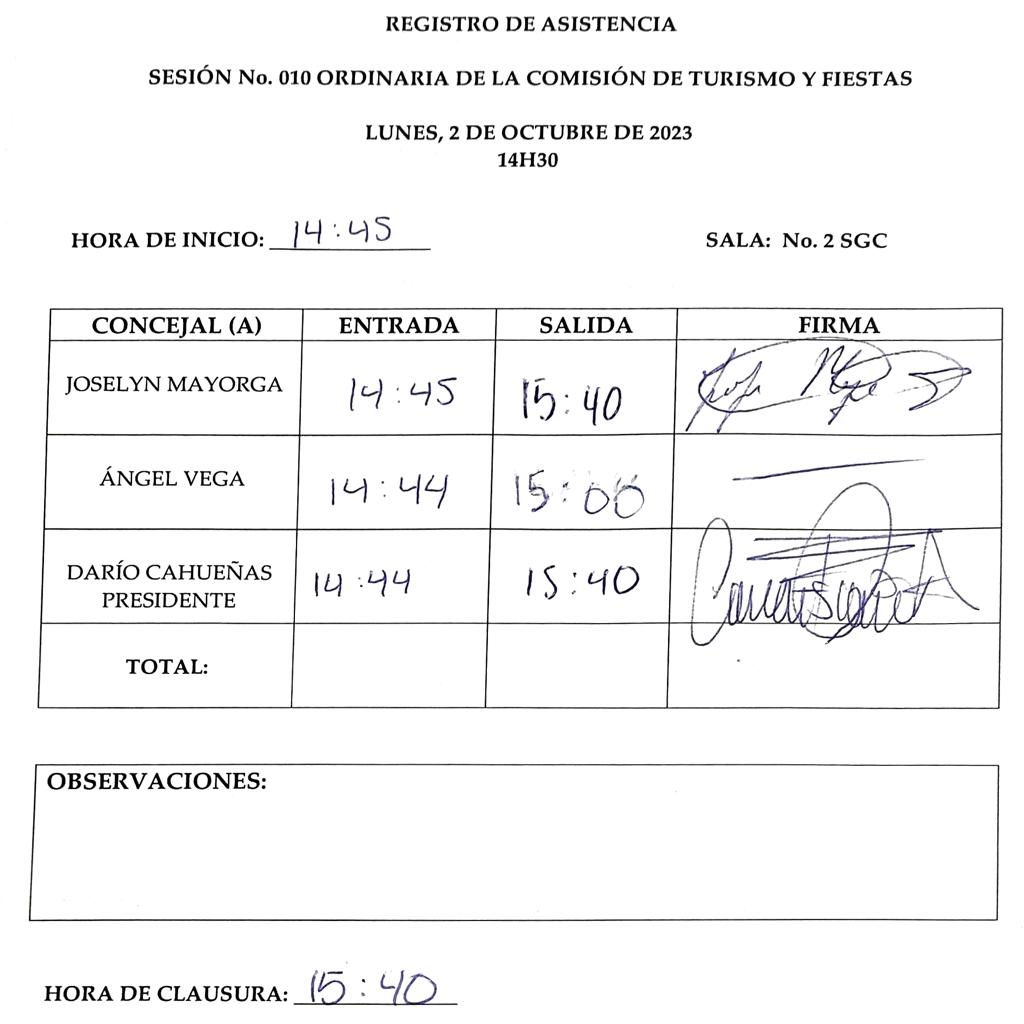 REGISTRO DE ASISTENCIA
SESIÓN No. 010 ORDINARIA DE LA COMISIÓN DE TURISMO Y FIESTAS
LUNES, 2 DE OCTUBRE DE 2023
14H30
HORA DE INICIO: 14:45 SALA: No. 2 SGC
CONCEJAL (A) ENTRADA SALIDA FIRMA
JOSELYN MAYORGA 14:45 15:40
ÁNGEL VEGA 14:44 15:00
DARÍO CAHUEÑAS
PRESIDENTE 14:44 15:40
TOTAL:
OBSERVACIONES:
HORA DE CLAUSURA: 15:40